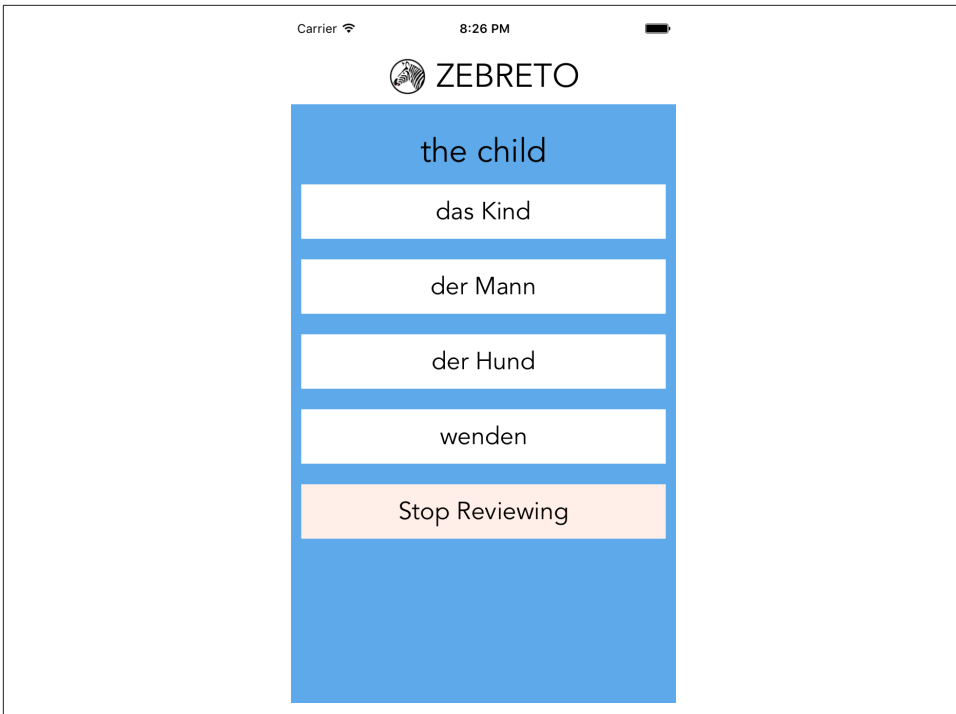 Carrier 8:26 PM
ZEBRETO
the child
das Kind
der Mann
der Hund
wenden
Stop Reviewing